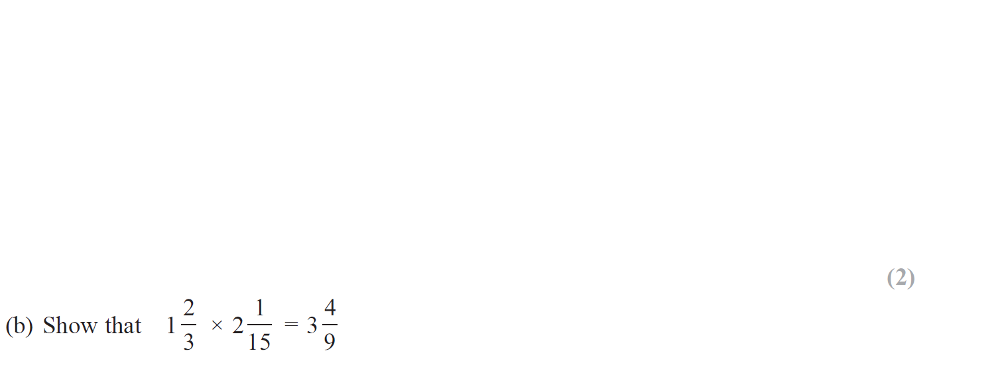 (2)
(b) Show that 1 2/3 × 2 1/15 = 3 4/9